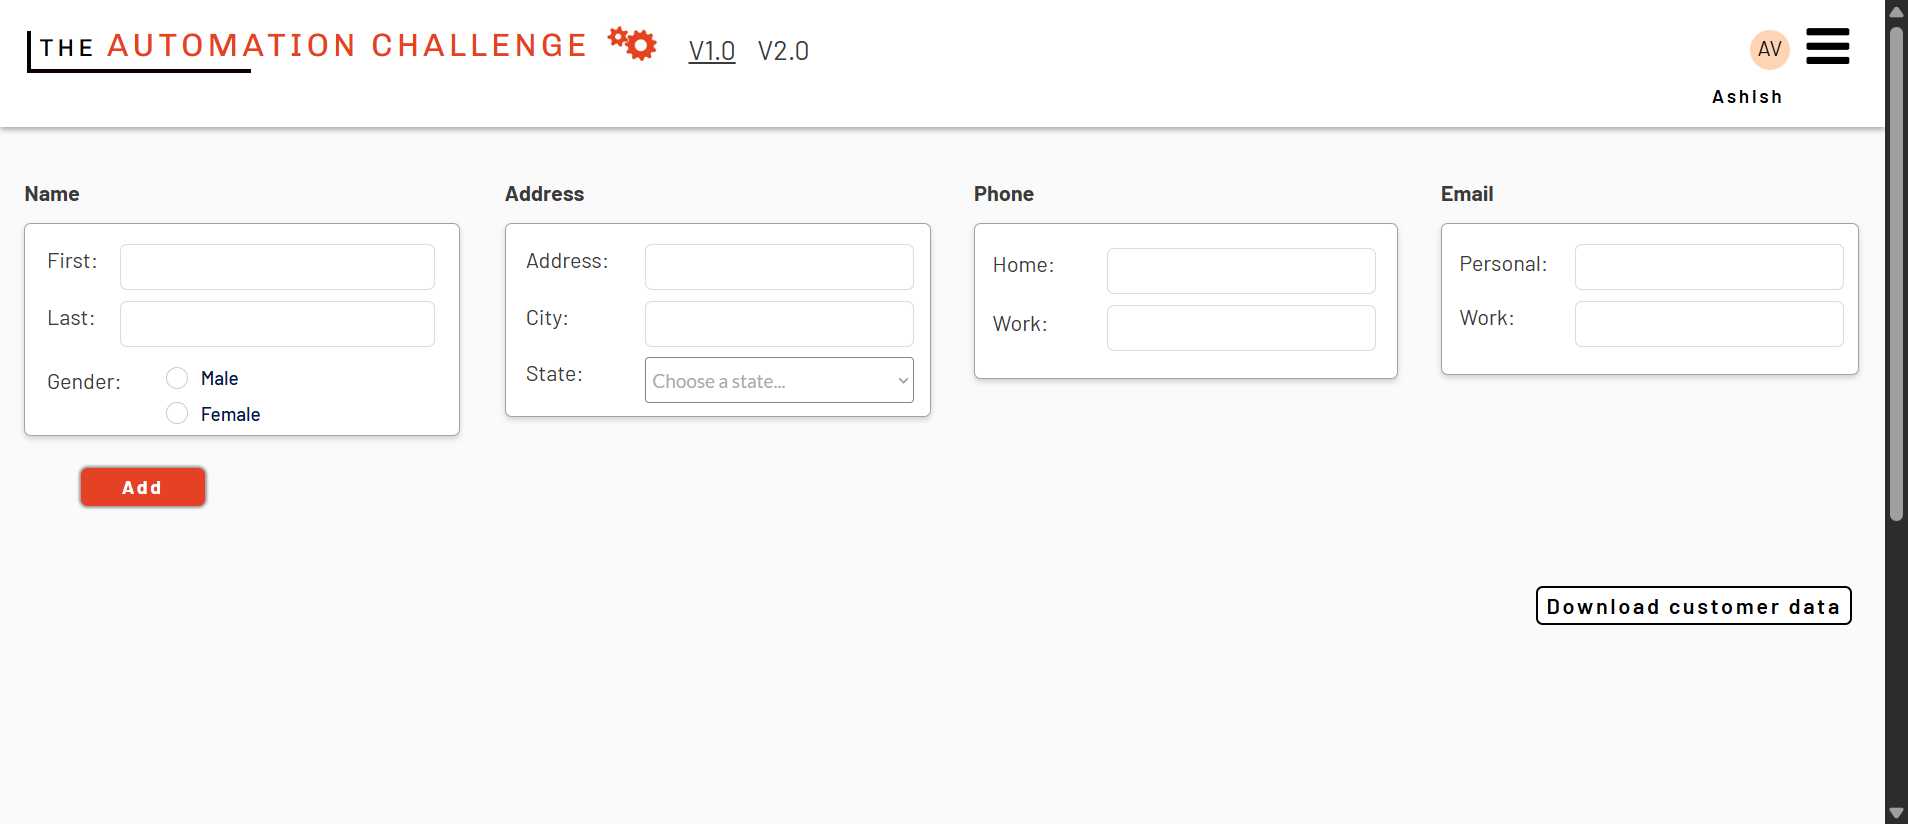 THE AUTOMATION CHALLENGE V1.0 V2.0
AV
Ashish
Name
First:
Last:
Gender:
Male
Female
Add
Address
Address:
City:
State:
Choose a state...
Phone
Home:
Work:
Email
Personal:
Work:
Download customer data